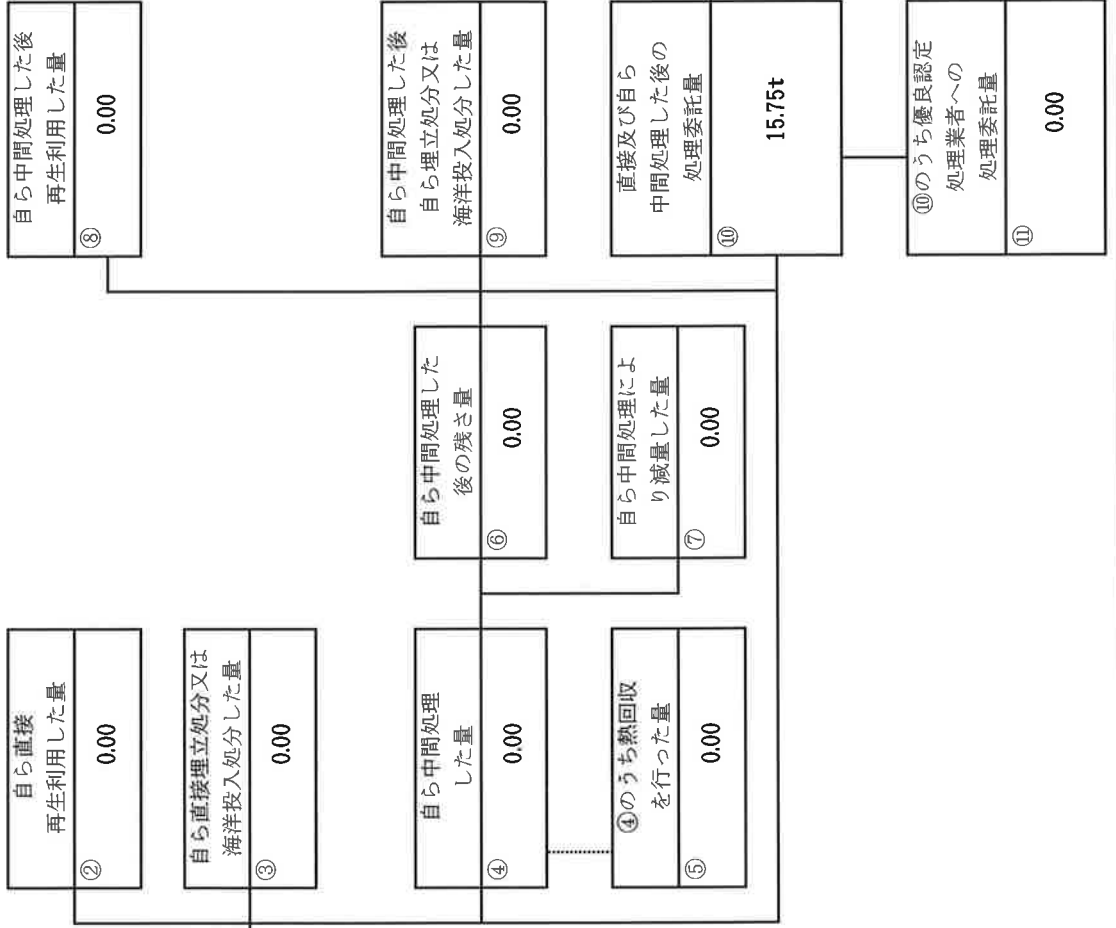 自ら直接
再生利用した量
②
0.00
自ら直接埋立処分又は
海洋投入処分した量
③
0.00
自ら中間処理
した量
④
0.00
④のうち熱回収
を行った量
⑤
0.00
自ら中間処理した
後の残さ量
⑥
0.00
自ら中間処理によ
り減量した量
⑦
0.00
自ら中間処理した後
再生利用した量
⑧
0.00
自ら中間処理した後
自ら埋立処分又は
海洋投入処分した量
⑨
0.00
直接及び自ら
中間処理した後の
処理委託量
⑩
15.75t
⑩のうち優良認定
処理業者への
処理委託量
⑪
0.00